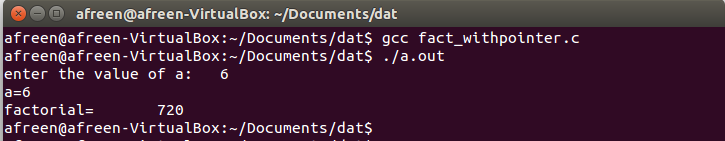 afreen@afreen-VirtualBox: ~/Documents/dat
afreen@afreen-VirtualBox:~/Documents/dat$ gcc fact_withpointer.c
afreen@afreen-VirtualBox:~/Documents/dat$ ./a.out
enter the value of a:   6
a=6
factorial=       720
afreen@afreen-VirtualBox:~/Documents/dat$